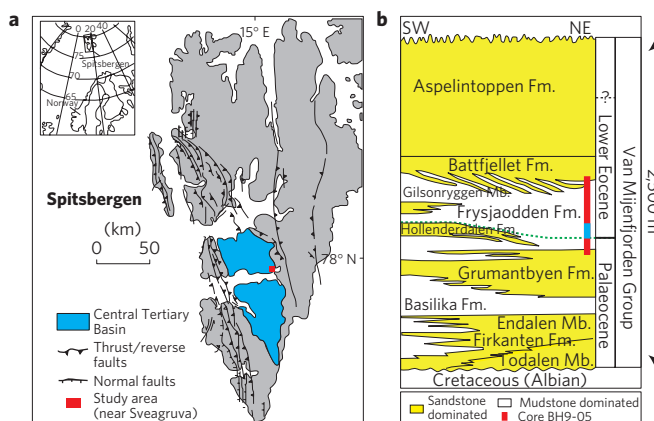 a
15° E
0 20 40
75
Spitsbergen
70
65
Norway
Spitsbergen
(km)
0 50
78° N
Central Tertiary
Basin
Thrust/reverse
faults
Normal faults
Study area
(near Sveagruva)
b
SW NE
Aspelintoppen Fm.
Battfjellet Fm.
Gilsonryggen Mb.
Frysjaodden Fm.
Hollenderdalen Fm.
Grumantbyen Fm.
Basilika Fm.
Endalen Mb.
Firkanten Fm.
Todalen Mb.
Cretaceous (Albian)
?
Lower Eocene
Palaeocene
Van Mijenfjorden Group
2,500 m
Sandstone
dominated
Mudstone dominated
Core BH9-05